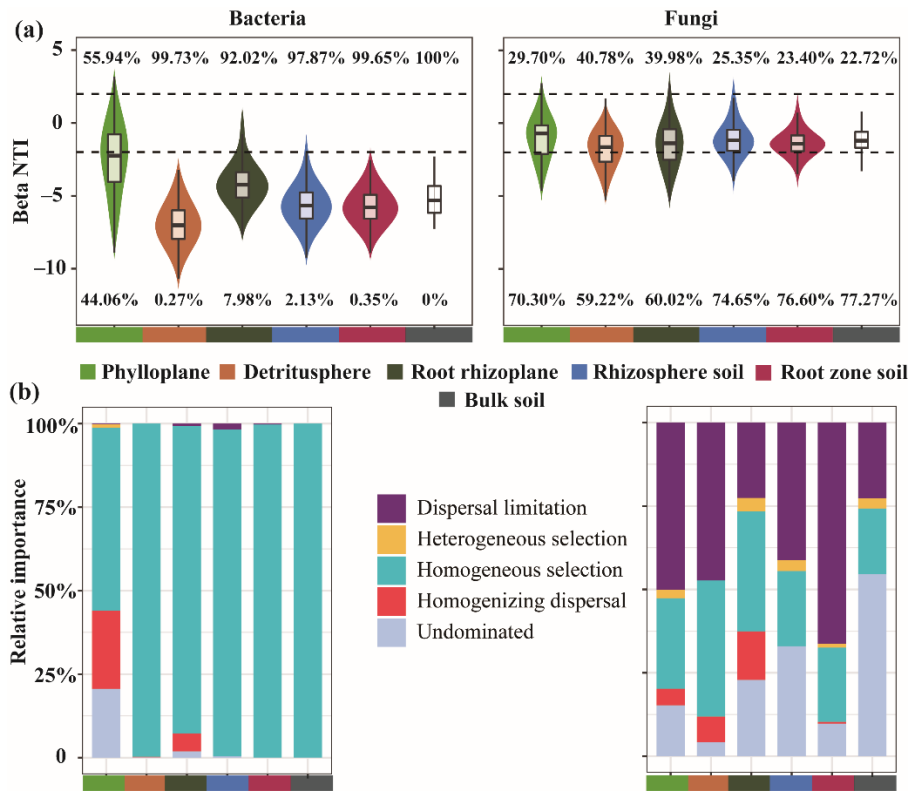 Bacteria Fungi
(a)
5 55.94% 99.73% 92.02% 97.87% 99.65% 100% 29.70% 40.78% 39.98% 25.35% 23.40% 22.72%
0
Beta NTI
−5
−10
44.06% 0.27% 7.98% 2.13% 0.35% 0% 70.30% 59.22% 60.02% 74.65% 76.60% 77.27%
Phylloplane Detritusphere Root rhizoplane Rhizosphere soil Root zone soil
Bulk soil
(b)
100%
75%
50%
25%
0
Relative importance
Dispersal limitation
Heterogeneous selection
Homogeneous selection
Homogenizing dispersal
Undominated